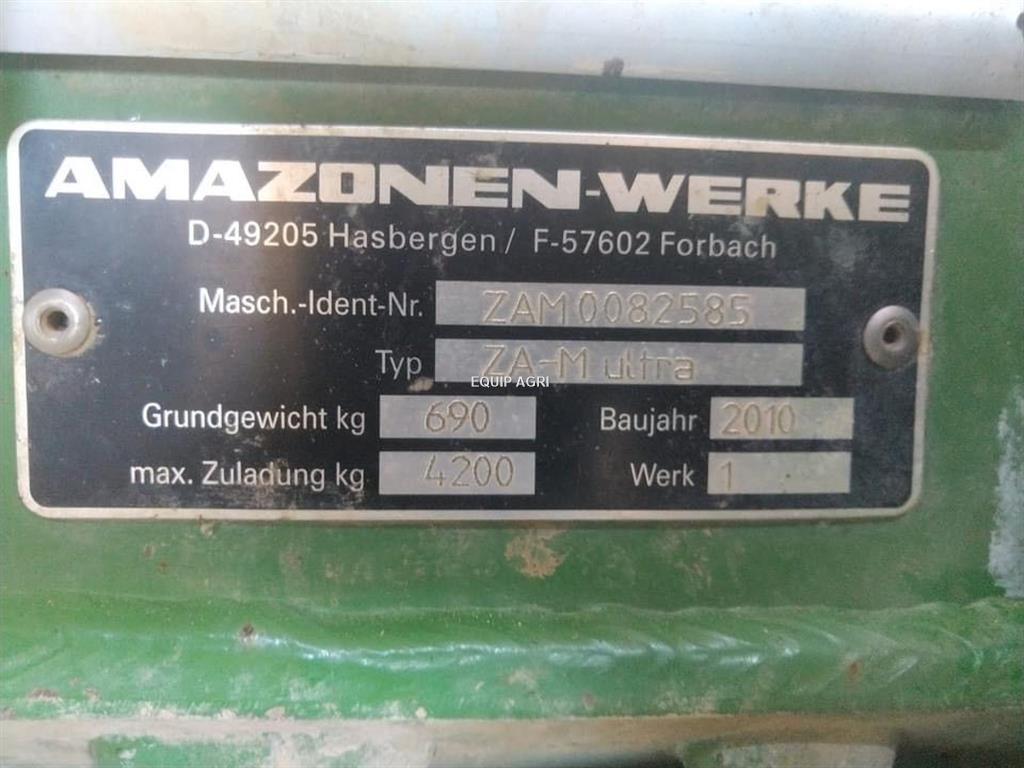 AMAZONEN-WERKE
D-49205 Hasbergen / F-57602 Forbach
Masch.-Ident-Nr. ZAM0082585
Typ ZA-M ultra
EQUIP AGRI
Grundgewicht kg 690 Baujahr 2010
max. Zuladung kg 4200 Werk 1